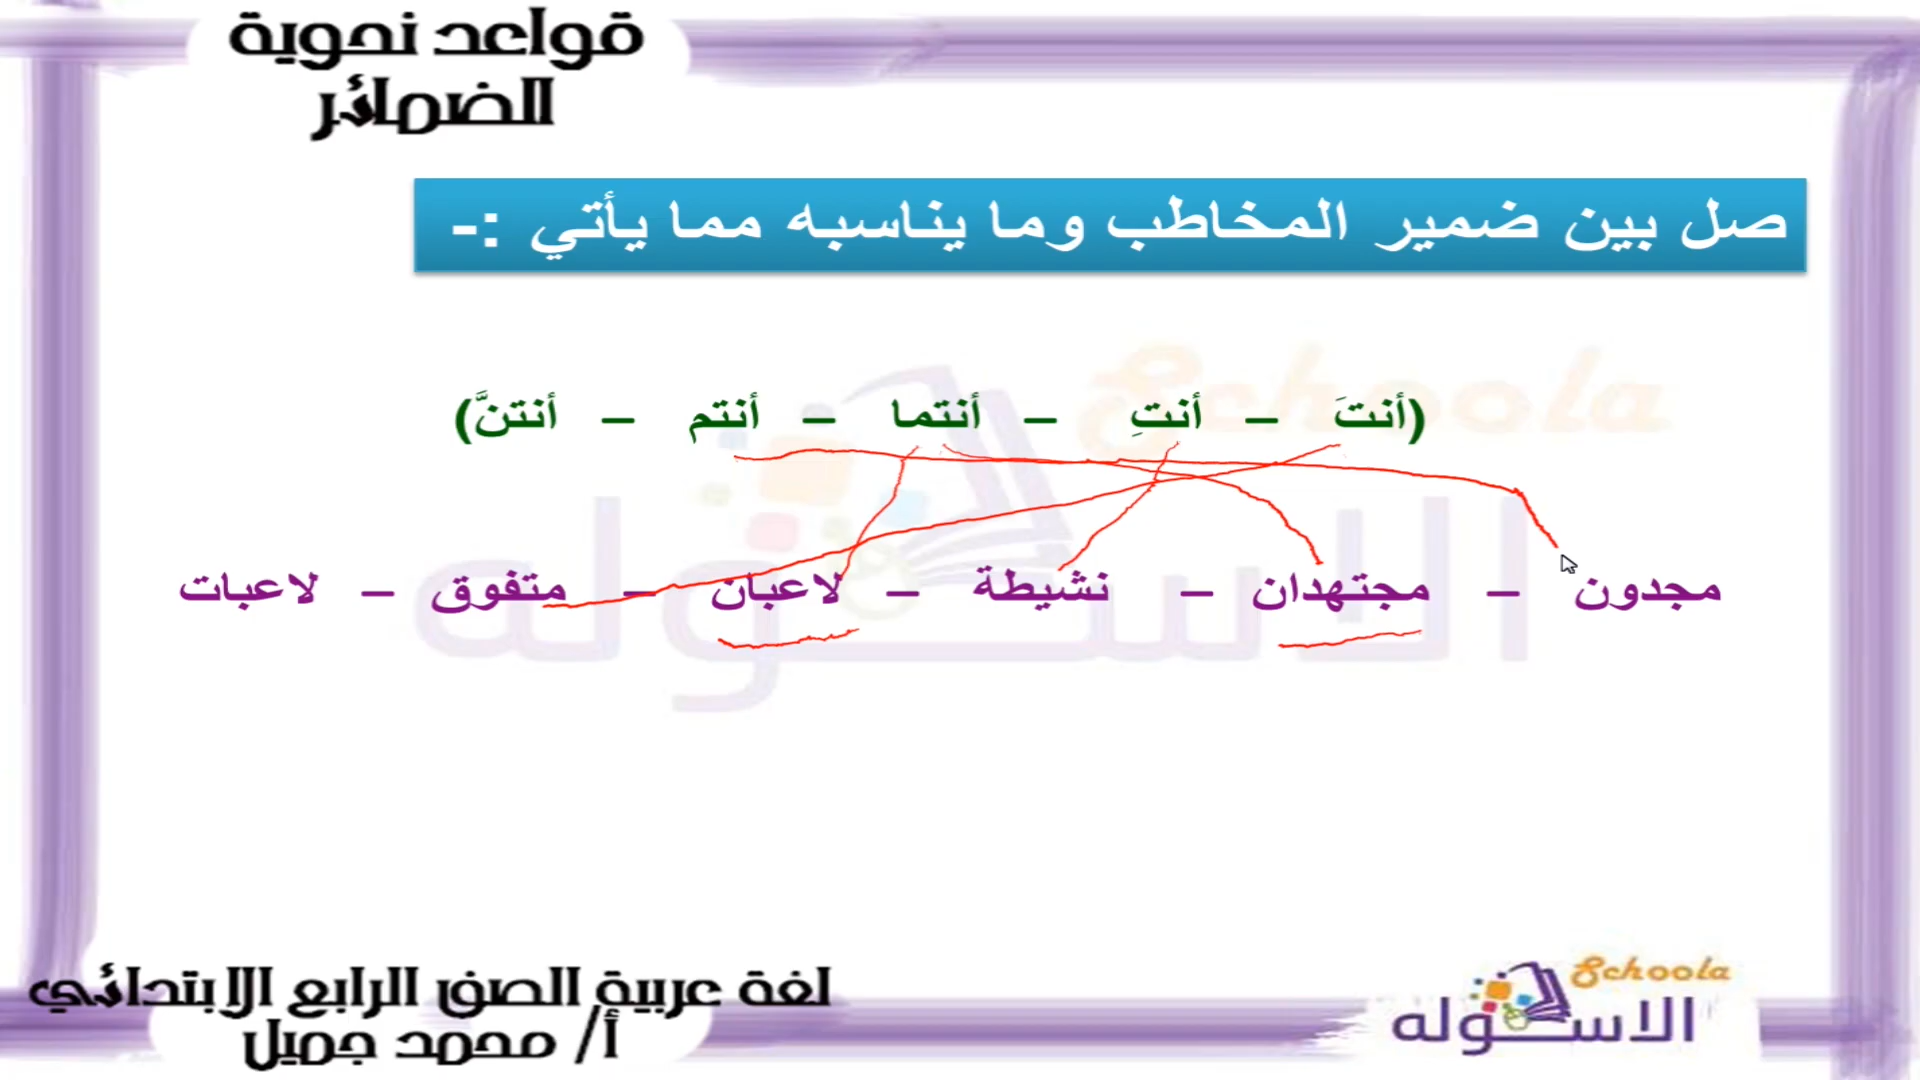 قواعد نحوية
الضمائر
صل بين ضمير المخاطب وما يناسبه مما يأتي :-
(أنتَ – أنتِ – أنتما – أنتم – أنتنَّ)
مجدون – مجتهدان – نشيطة – لاعبان – متفوق – لاعبات
لغة عربية الصف الرابع الابتدائي
أ/ محمد جميل
Schoola
الاسكوله